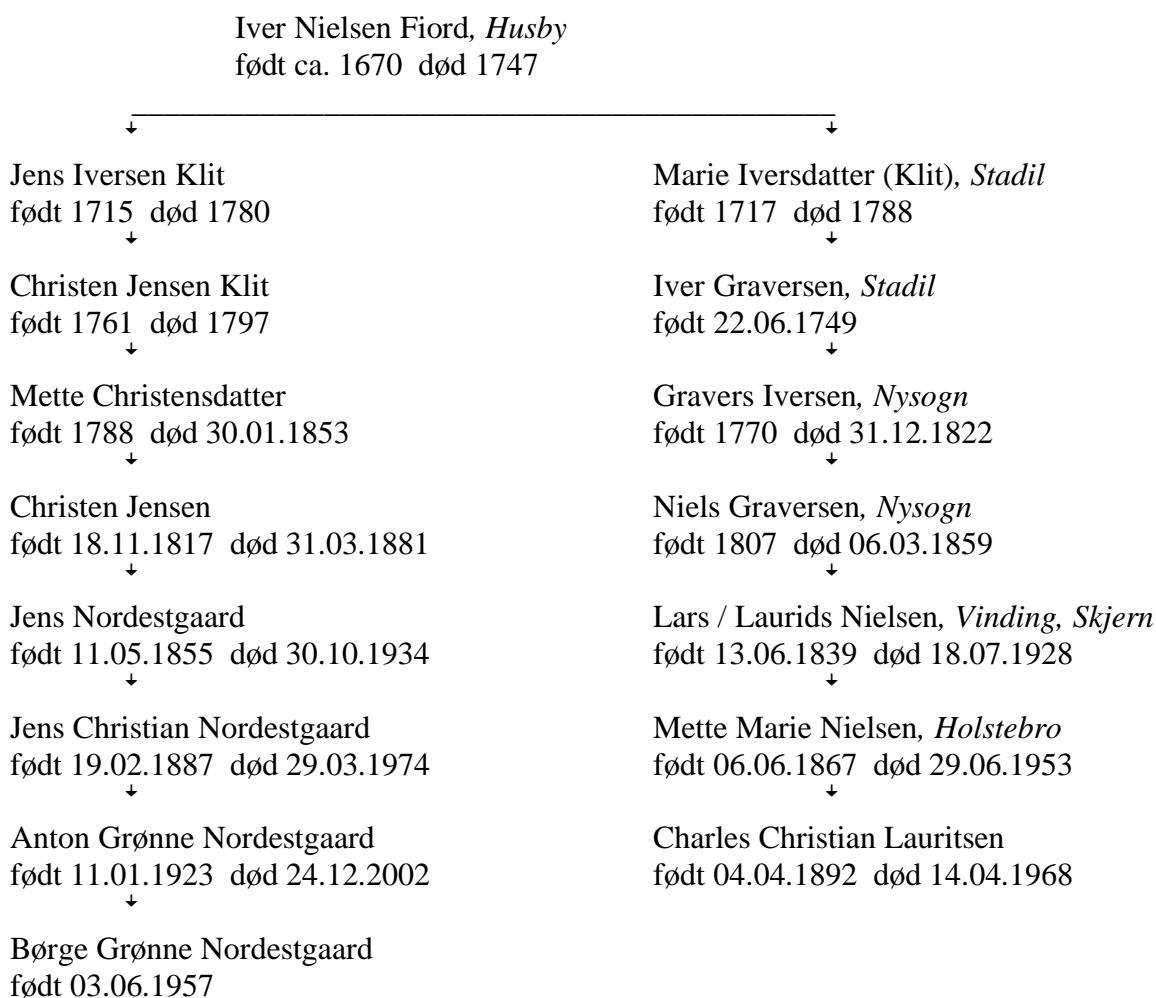 Iver Nielsen Fiord, Husby
født ca. 1670 død 1747
Jens Iversen Klit
født 1715 død 1780
Marie Iversdatter (Klit), Stadil
født 1717 død 1788
Christen Jensen Klit
født 1761 død 1797
Iver Graversen, Stadil
født 22.06.1749
Mette Christensdatter
født 1788 død 30.01.1853
Gravers Iversen, Nysogn
født 1770 død 31.12.1822
Christen Jensen
født 18.11.1817 død 31.03.1881
Niels Graversen, Nysogn
født 1807 død 06.03.1859
Jens Nordestgaard
født 11.05.1855 død 30.10.1934
Lars / Laurids Nielsen, Vinding, Skjern
født 13.06.1839 død 18.07.1928
Jens Christian Nordestgaard
født 19.02.1887 død 29.03.1974
Mette Marie Nielsen, Holstebro
født 06.06.1867 død 29.06.1953
Anton Grønne Nordestgaard
født 11.01.1923 død 24.12.2002
Charles Christian Lauritsen
født 04.04.1892 død 14.04.1968
Børge Grønne Nordestgaard
født 03.06.1957